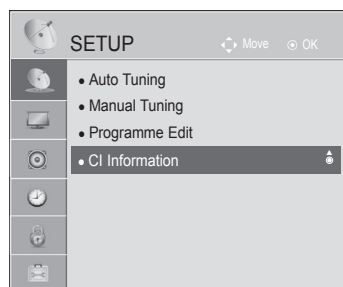 SETUP
Move OK
Auto Tuning
Manual Tuning
Programme Edit
CI Information